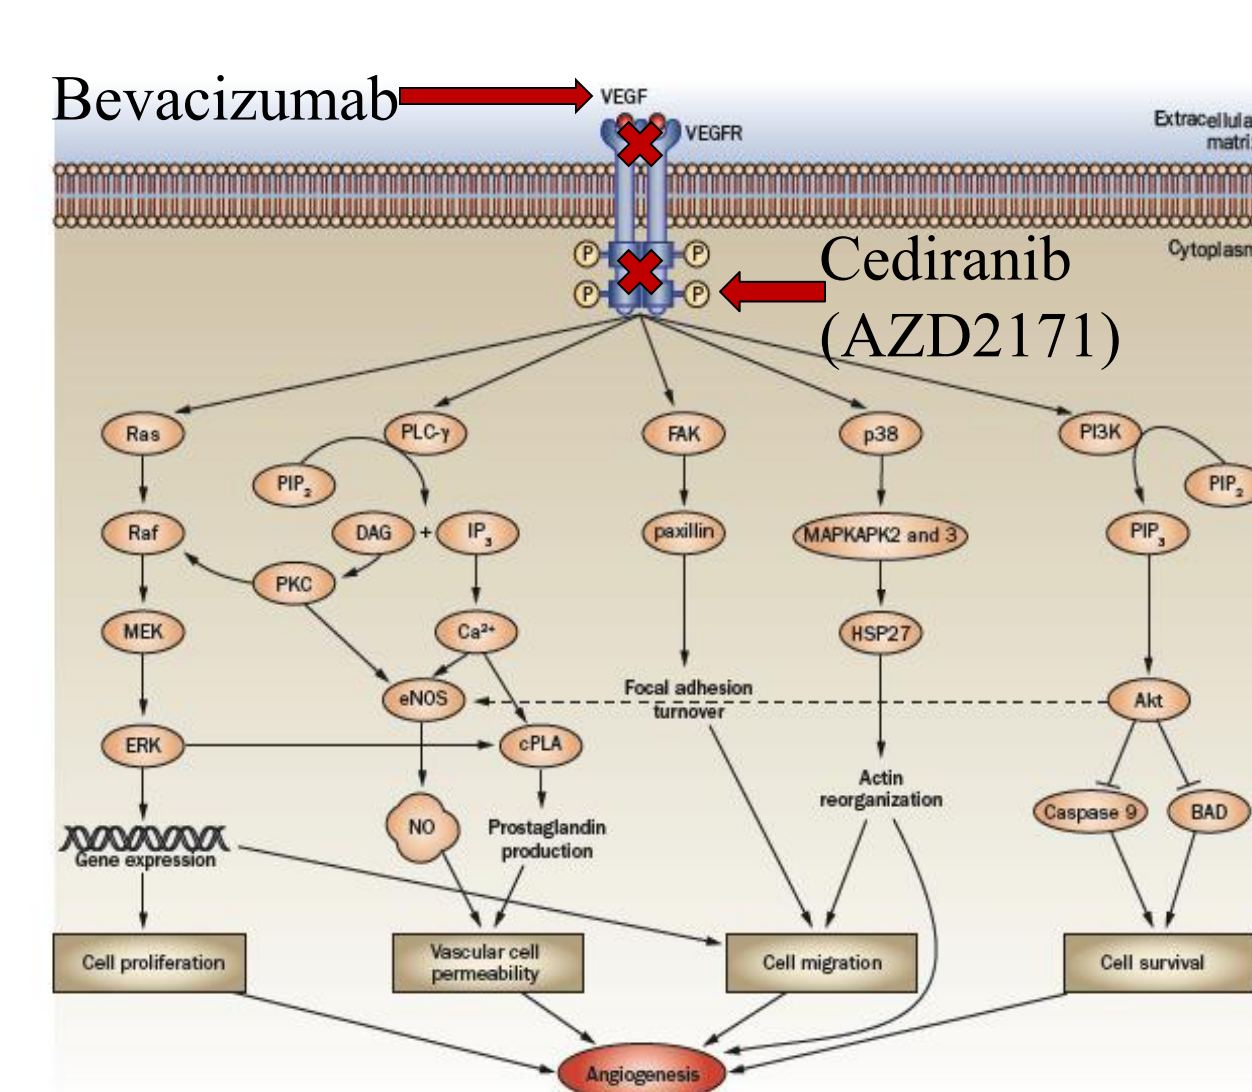 Bevacizumab
VEGF
VEGFR
Extracellula
matri
Cytoplasm
P
P
P
P
Cediranib
(AZD2171)
Ras
PLC-γ
FAK
p38
PI3K
PIP₂
PIP₂
Raf
DAG
+
IP₃
paxillin
MAPKAPK2 and 3
PIP₃
PKC
MEK
Ca²⁺
HSP27
eNOS
Focal adhesion
turnover
Akt
ERK
cPLA
Actin
reorganization
Caspase 9
BAD
NO
Prostaglandin
production
Gene expression
Cell proliferation
Vascular cell
permeability
Cell migration
Cell survival
Angiogenesis